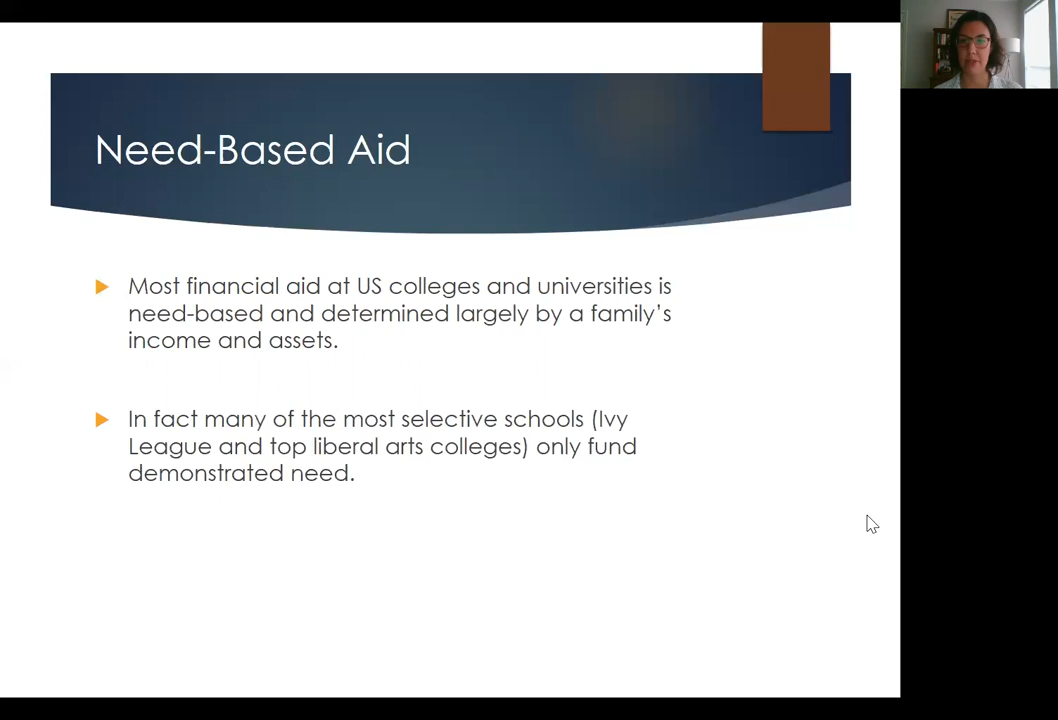 Need-Based Aid
Most financial aid at US colleges and universities is
need-based and determined largely by a family’s
income and assets.
In fact many of the most selective schools (Ivy
League and top liberal arts colleges) only fund
demonstrated need.